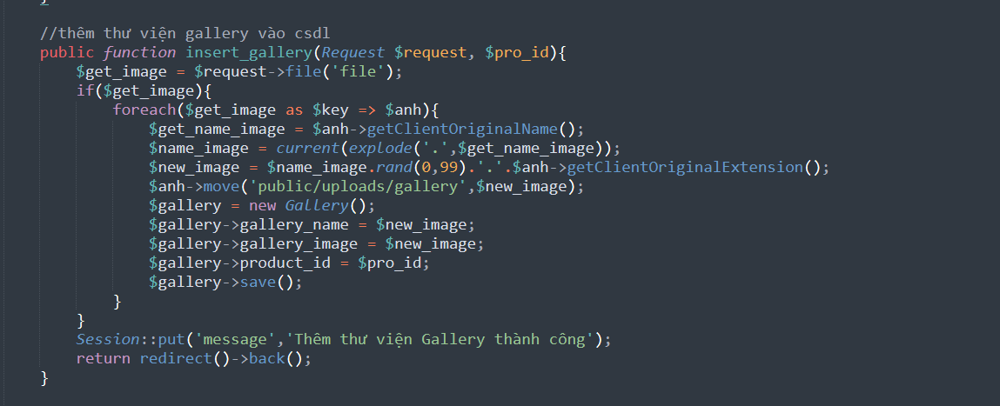 }
//thêm thư viện gallery vào csdl
public function insert_gallery(Request $request, $pro_id){
$get_image = $request->file('file');
if($get_image){
foreach($get_image as $key => $anh){
$get_name_image = $anh->getClientOriginalName();
$name_image = current(explode('.',$get_name_image));
$new_image = $name_image.rand(0,99).'.'.$anh->getClientOriginalExtension();
$anh->move('public/uploads/gallery',$new_image);
$gallery = new Gallery();
$gallery->gallery_name = $new_image;
$gallery->gallery_image = $new_image;
$gallery->product_id = $pro_id;
$gallery->save();
}
}
Session::put('message','Thêm thư viện Gallery thành công');
return redirect()->back();
}